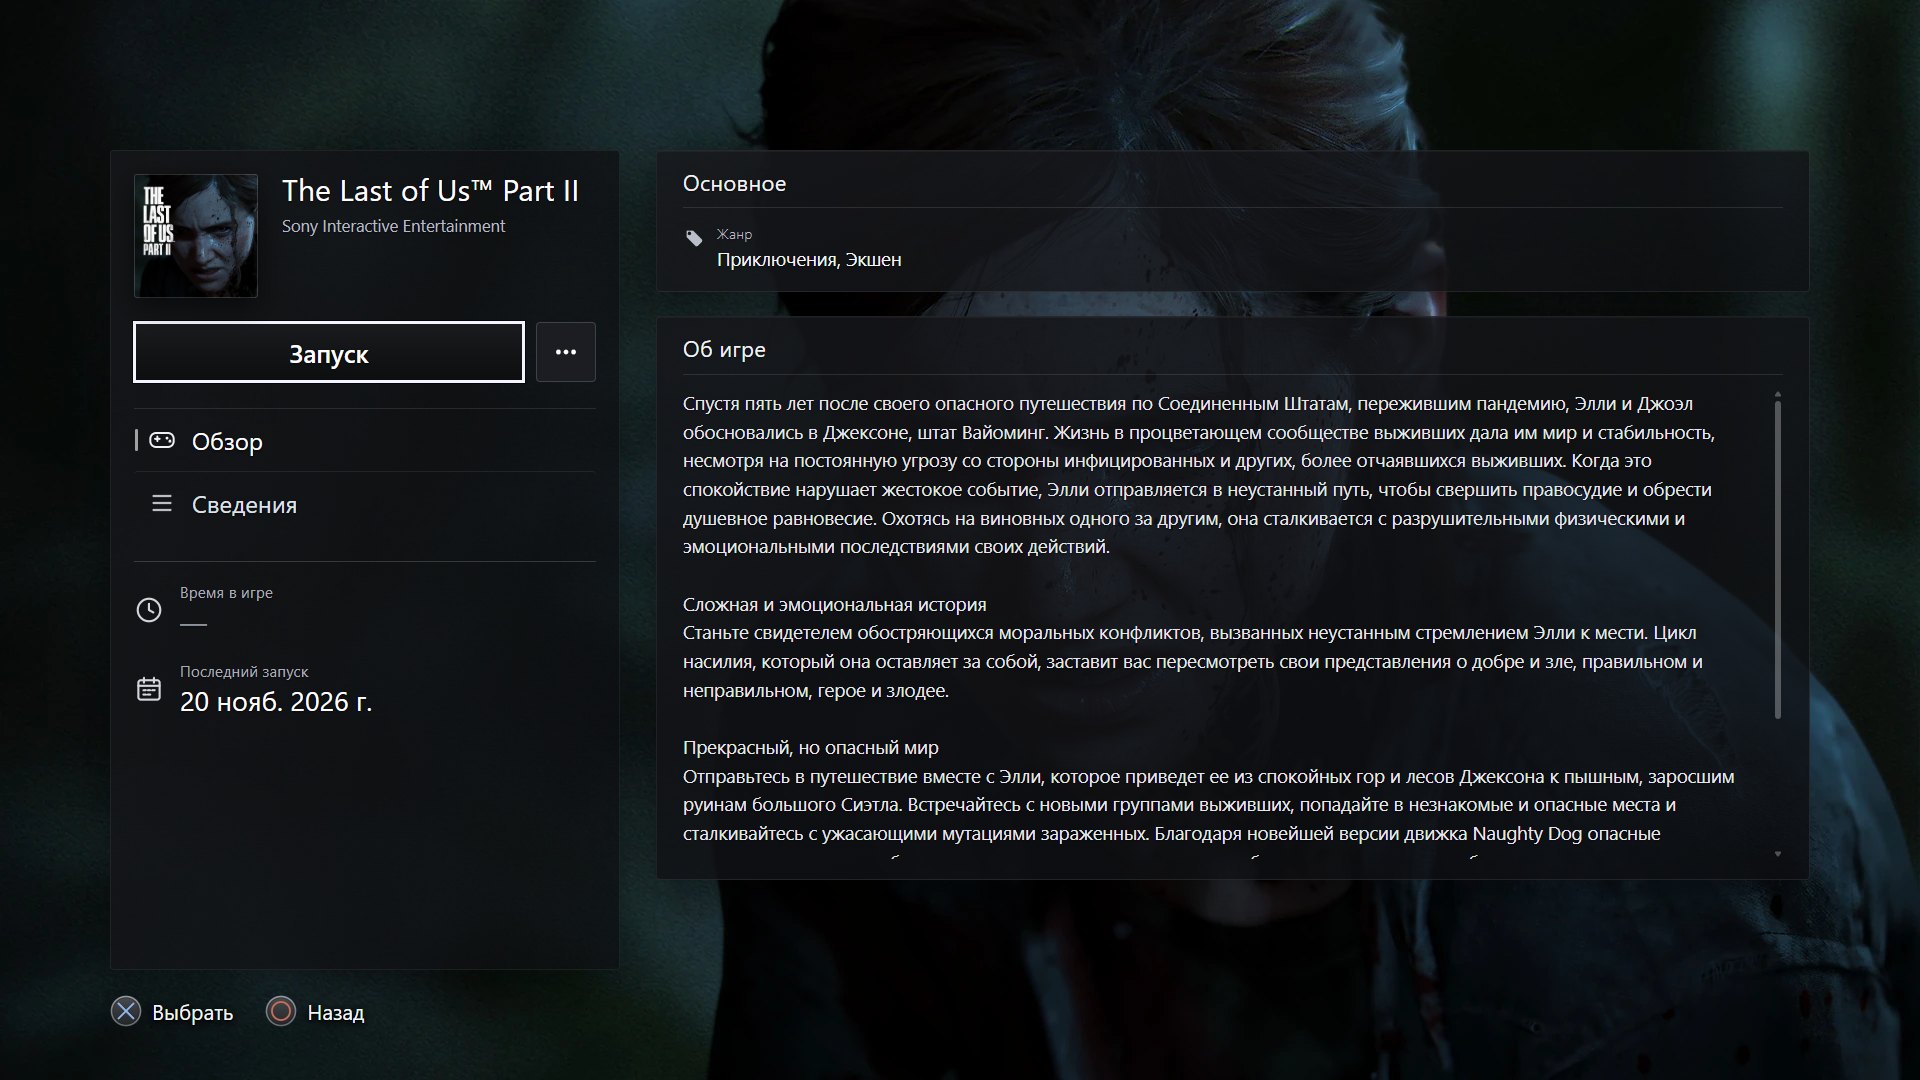 THE
LAST
OF US
PART II
The Last of Us™ Part II
Sony Interactive Entertainment
Запуск
Обзор
Сведения
Время в игре
—
Последний запуск
20 нояб. 2026 г.
Основное
Жанр
Приключения, Экшен
Об игре
Спустя пять лет после своего опасного путешествия по Соединенным Штатам, пережившим пандемию, Элли и Джоэл
обосновались в Джексоне, штат Вайоминг. Жизнь в процветающем сообществе выживших дала им мир и стабильность,
несмотря на постоянную угрозу со стороны инфицированных и других, более отчаявшихся выживших. Когда это
спокойствие нарушает жестокое событие, Элли отправляется в неустанный путь, чтобы свершить правосудие и обрести
душевное равновесие. Охотясь на виновных одного за другим, она сталкивается с разрушительными физическими и
эмоциональными последствиями своих действий.
Сложная и эмоциональная история
Станьте свидетелем обостряющихся моральных конфликтов, вызванных неустанным стремлением Элли к мести. Цикл
насилия, который она оставляет за собой, заставит вас пересмотреть свои представления о добре и зле, правильном и
неправильном, герое и злодее.
Прекрасный, но опасный мир
Отправьтесь в путешествие вместе с Элли, которое приведет ее из спокойных гор и лесов Джексона к пышным, заросшим
руинам большого Сиэтла. Встречайтесь с новыми группами выживших, попадайте в незнакомые и опасные места и
сталкивайтесь с ужасающими мутациями зараженных. Благодаря новейшей версии движка Naughty Dog опасные
Выбрать
Назад